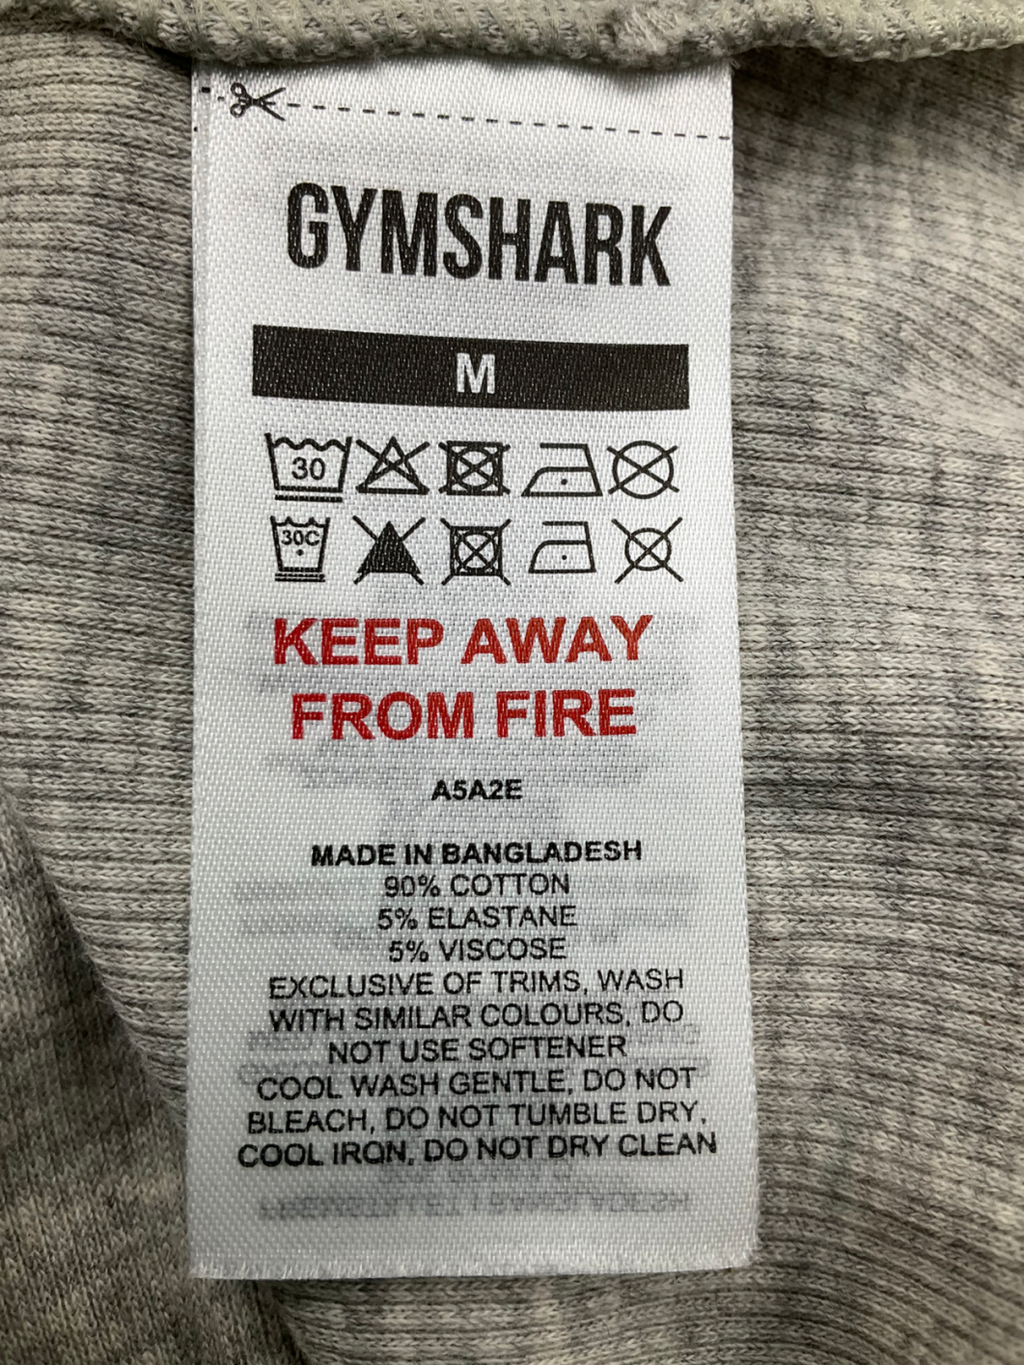 GYMSHARK
M
30
30C
KEEP AWAY
FROM FIRE
A5A2E
MADE IN BANGLADESH
90% COTTON
5% ELASTANE
5% VISCOSE
EXCLUSIVE OF TRIMS, WASH
WITH SIMILAR COLOURS, DO
NOT USE SOFTENER
COOL WASH GENTLE, DO NOT
BLEACH, DO NOT TUMBLE DRY,
COOL IRON, DO NOT DRY CLEAN